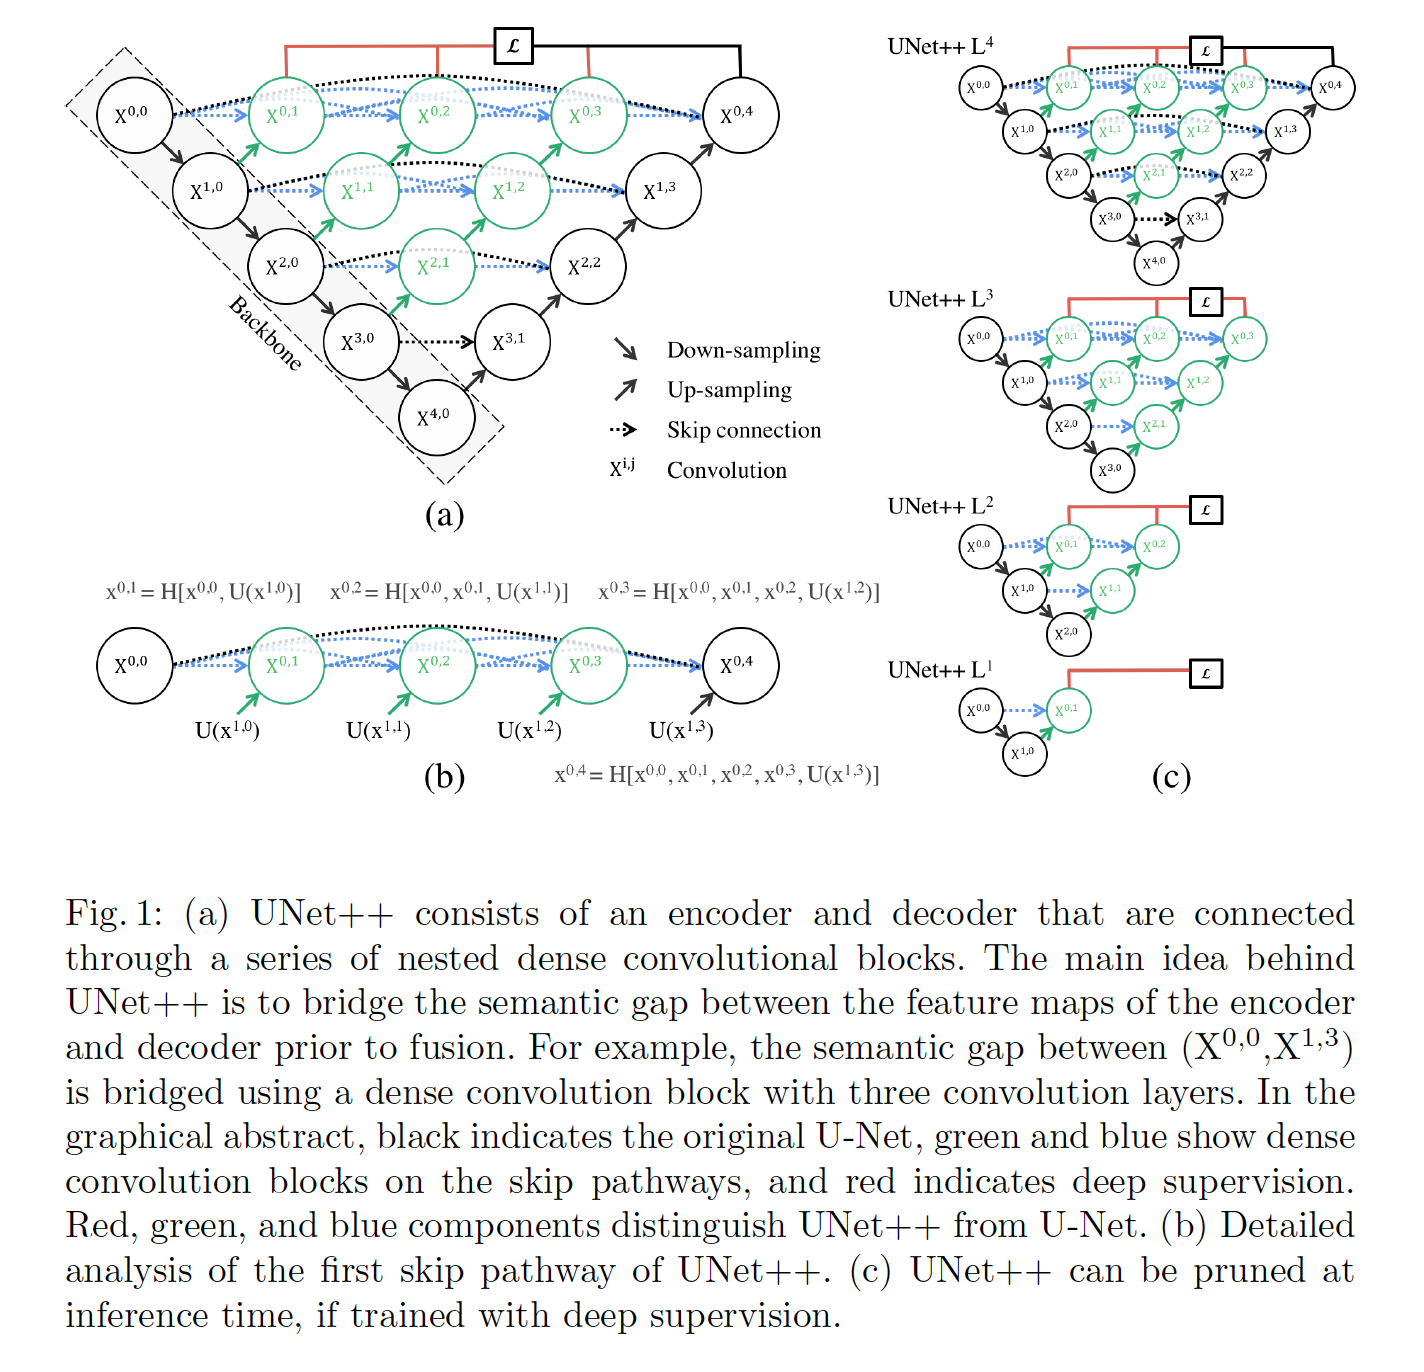 ℒ
X^0,0 X^0,1 X^0,2 X^0,3 X^0,4
X^1,0 X^1,1 X^1,2 X^1,3
X^2,0 X^2,1 X^2,2
X^3,0 X^3,1
X^4,0
Backbone
Down-sampling
Up-sampling
Skip connection
X^i,j Convolution
(a)
x^0,1 = H[x^0,0, U(x^1,0)] x^0,2 = H[x^0,0, x^0,1, U(x^1,1)] x^0,3 = H[x^0,0, x^0,1, x^0,2, U(x^1,2)]
X^0,0 X^0,1 X^0,2 X^0,3 X^0,4
U(x^1,0) U(x^1,1) U(x^1,2) U(x^1,3)
(b)
x^0,4 = H[x^0,0, x^0,1, x^0,2, x^0,3, U(x^1,3)]
UNet++ L^4
ℒ
X^0,0 X^0,1 X^0,2 X^0,3 X^0,4
X^1,0 X^1,1 X^1,2 X^1,3
X^2,0 X^2,1 X^2,2
X^3,0 X^3,1
X^4,0
UNet++ L^3
ℒ
X^0,0 X^0,1 X^0,2 X^0,3
X^1,0 X^1,1 X^1,2
X^2,0 X^2,1
X^3,0
UNet++ L^2
ℒ
X^0,0 X^0,1 X^0,2
X^1,0 X^1,1
X^2,0
UNet++ L^1
ℒ
X^0,0 X^0,1
X^1,0
(c)
Fig. 1: (a) UNet++ consists of an encoder and decoder that are connected
through a series of nested dense convolutional blocks. The main idea behind
UNet++ is to bridge the semantic gap between the feature maps of the encoder
and decoder prior to fusion. For example, the semantic gap between (X^0,0,X^1,3)
is bridged using a dense convolution block with three convolution layers. In the
graphical abstract, black indicates the original U-Net, green and blue show dense
convolution blocks on the skip pathways, and red indicates deep supervision.
Red, green, and blue components distinguish UNet++ from U-Net. (b) Detailed
analysis of the first skip pathway of UNet++. (c) UNet++ can be pruned at
inference time, if trained with deep supervision.